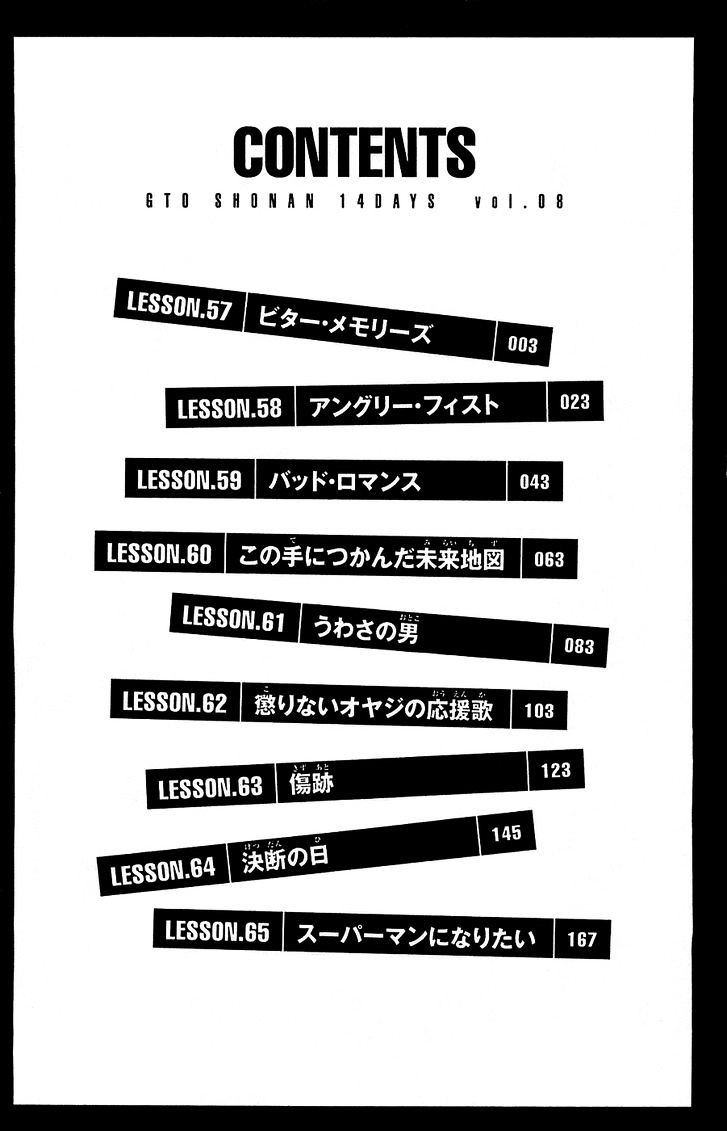 CONTENTS
GTO SHONAN 14DAYS vol.08
LESSON.57 ビター・メモリーズ 003
LESSON.58 アングリー・フィスト 023
LESSON.59 バッド・ロマンス 043
LESSON.60 この手につかんだ未来地図 063
LESSON.61 うわさの男 083
LESSON.62 懲りないオヤジの応援歌 103
LESSON.63 傷跡 123
LESSON.64 決断の日 145
LESSON.65 スーパーマンになりたい 167